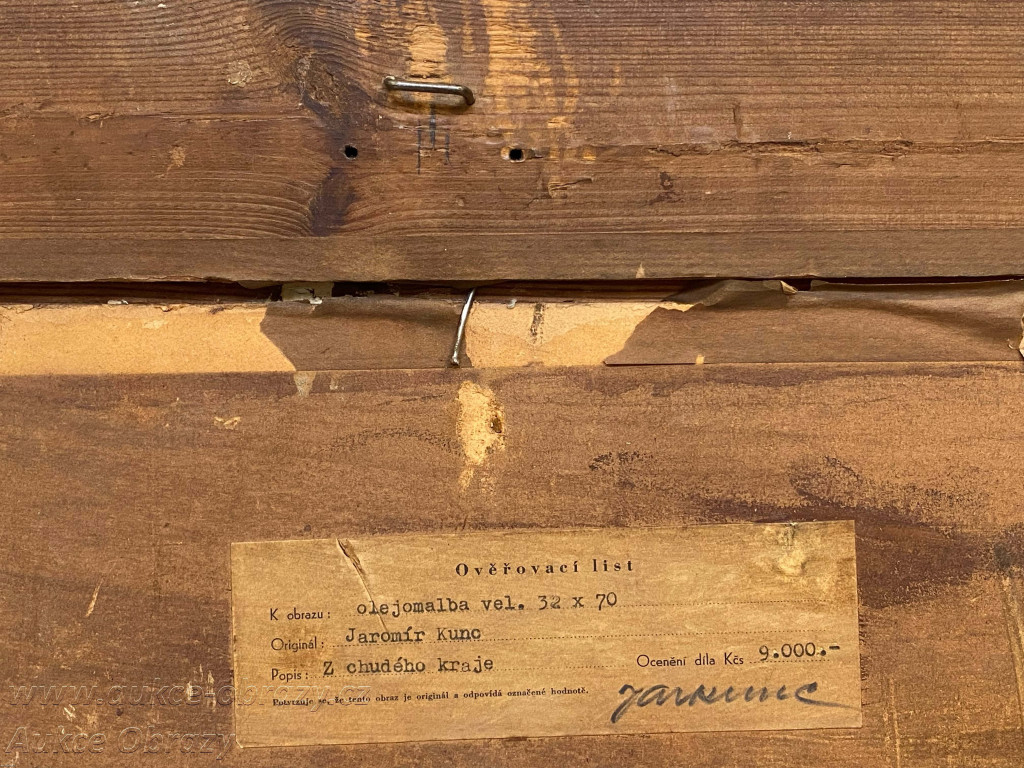 Ověřovací list
K obrazu: olejomalba vel. 32 x 70
Originál: Jaromír Kunc
Popis: Z chudého kraje Ocenění díla Kčs 9.000.-
Potvrzuje se, že tento obraz je originál a odpovídá označené hodnotě.
JARKUNC
www.aukce-obrazy
Aukce Obrazy